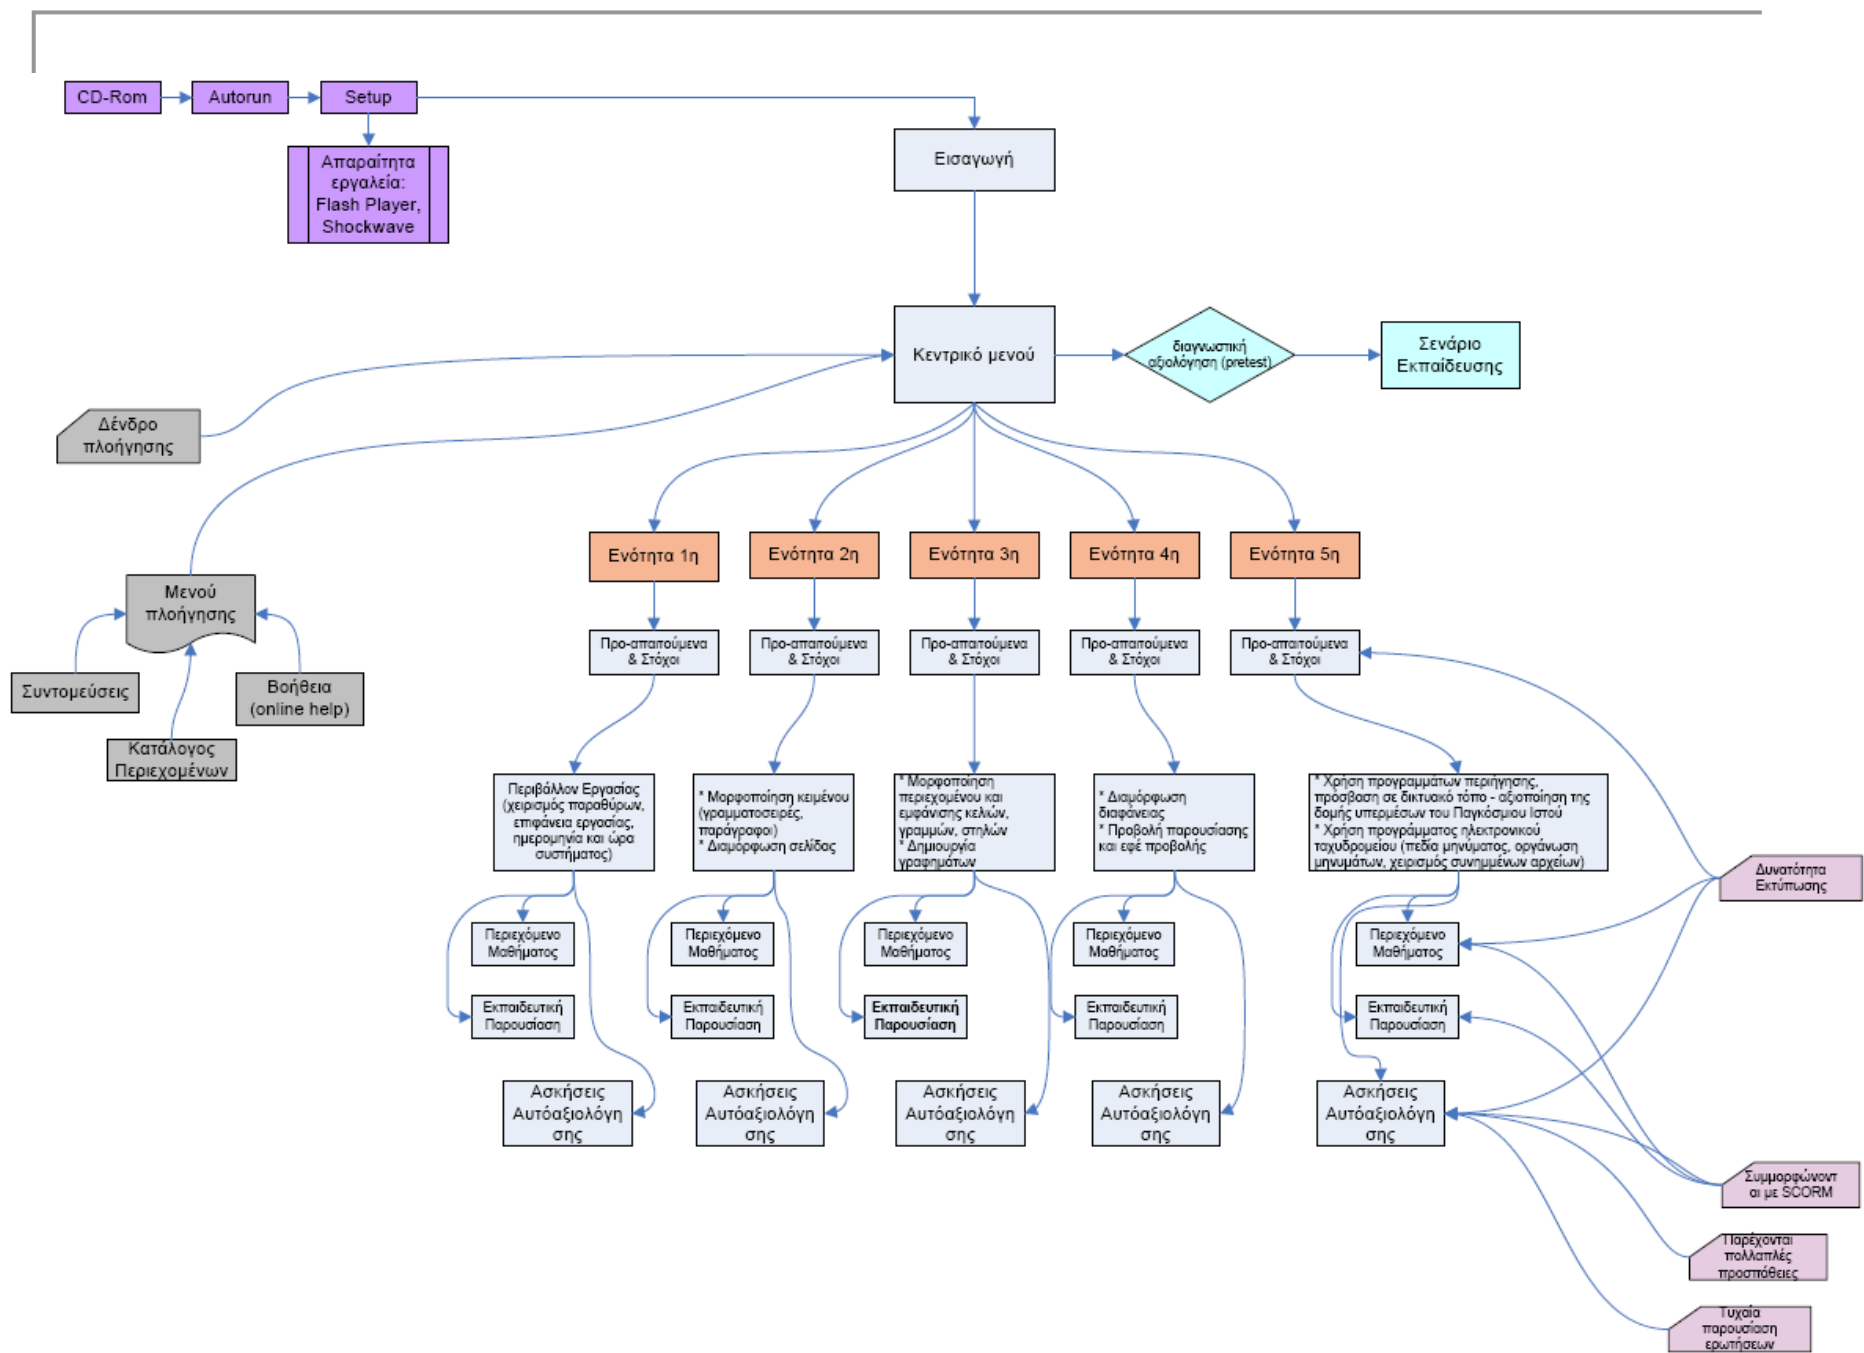 CD-Rom
Autorun
Setup
Απαραίτητα
εργαλεία:
Flash Player,
Shockwave
Εισαγωγή
Κεντρικό μενού
διαγνωστική
αξιολόγηση (pretest)
Σενάριο
Εκπαίδευσης
Δένδρο
πλοήγησης
Μενού
πλοήγησης
Συντομεύσεις
Βοήθεια
(online help)
Κατάλογος
Περιεχομένων
Ενότητα 1η
Ενότητα 2η
Ενότητα 3η
Ενότητα 4η
Ενότητα 5η
Προ-απαιτούμενα
& Στόχοι
Προ-απαιτούμενα
& Στόχοι
Προ-απαιτούμενα
& Στόχοι
Προ-απαιτούμενα
& Στόχοι
Προ-απαιτούμενα
& Στόχοι
Περιβάλλον Εργασίας
(χειρισμός παραθύρων,
επιφάνεια εργασίας,
ημερομηνία και ώρα
συστήματος)
* Μορφοποίηση κειμένου
(γραμματοσειρές,
παράγραφοι)
* Διαμόρφωση σελίδας
* Μορφοποίηση
περιεχομένου και
εμφάνισης κελιών,
γραμμών, στηλών
* Δημιουργία
γραφημάτων
* Διαμόρφωση
διαφάνειας
* Προβολή παρουσίασης
και εφέ προβολής
* Χρήση προγραμμάτων περιήγησης,
πρόσβαση σε δικτυακό τόπο - αξιοποίηση της
δομής υπερμέσων του Παγκόσμιου Ιστού
* Χρήση προγράμματος ηλεκτρονικού
ταχυδρομείου (πεδία μηνύματος, οργάνωση
μηνυμάτων, χειρισμός συνημμένων αρχείων)
Περιεχόμενο
Μαθήματος
Περιεχόμενο
Μαθήματος
Περιεχόμενο
Μαθήματος
Περιεχόμενο
Μαθήματος
Περιεχόμενο
Μαθήματος
Εκπαιδευτική
Παρουσίαση
Εκπαιδευτική
Παρουσίαση
Εκπαιδευτική
Παρουσίαση
Εκπαιδευτική
Παρουσίαση
Εκπαιδευτική
Παρουσίαση
Ασκήσεις
Αυτόαξιολόγη
σης
Ασκήσεις
Αυτόαξιολόγη
σης
Ασκήσεις
Αυτόαξιολόγη
σης
Ασκήσεις
Αυτόαξιολόγη
σης
Ασκήσεις
Αυτόαξιολόγη
σης
Δυνατότητα
Εκτύπωσης
Συμμορφώνοντ
αι με SCORM
Παρέχονται
πολλαπλές
προσπάθειες
Τυχαία
παρουσίαση
ερωτήσεων